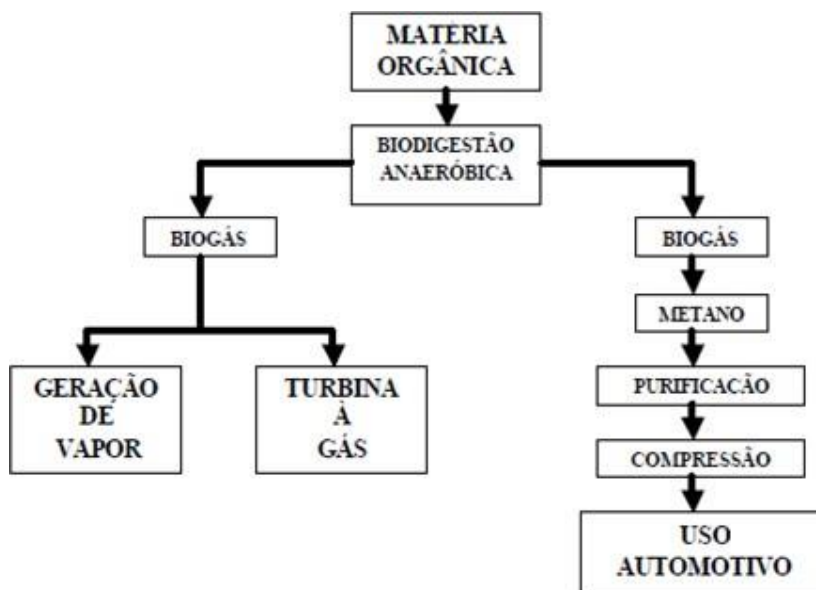 MATÉRIA
ORGÂNICA
BIODIGESTÃO
ANAERÓBICA
BIOGÁS
BIOGÁS
METANO
GERAÇÃO
DE
VAPOR
TURBINA
À
GÁS
PURIFICAÇÃO
COMPRESSÃO
USO
AUTOMOTIVO